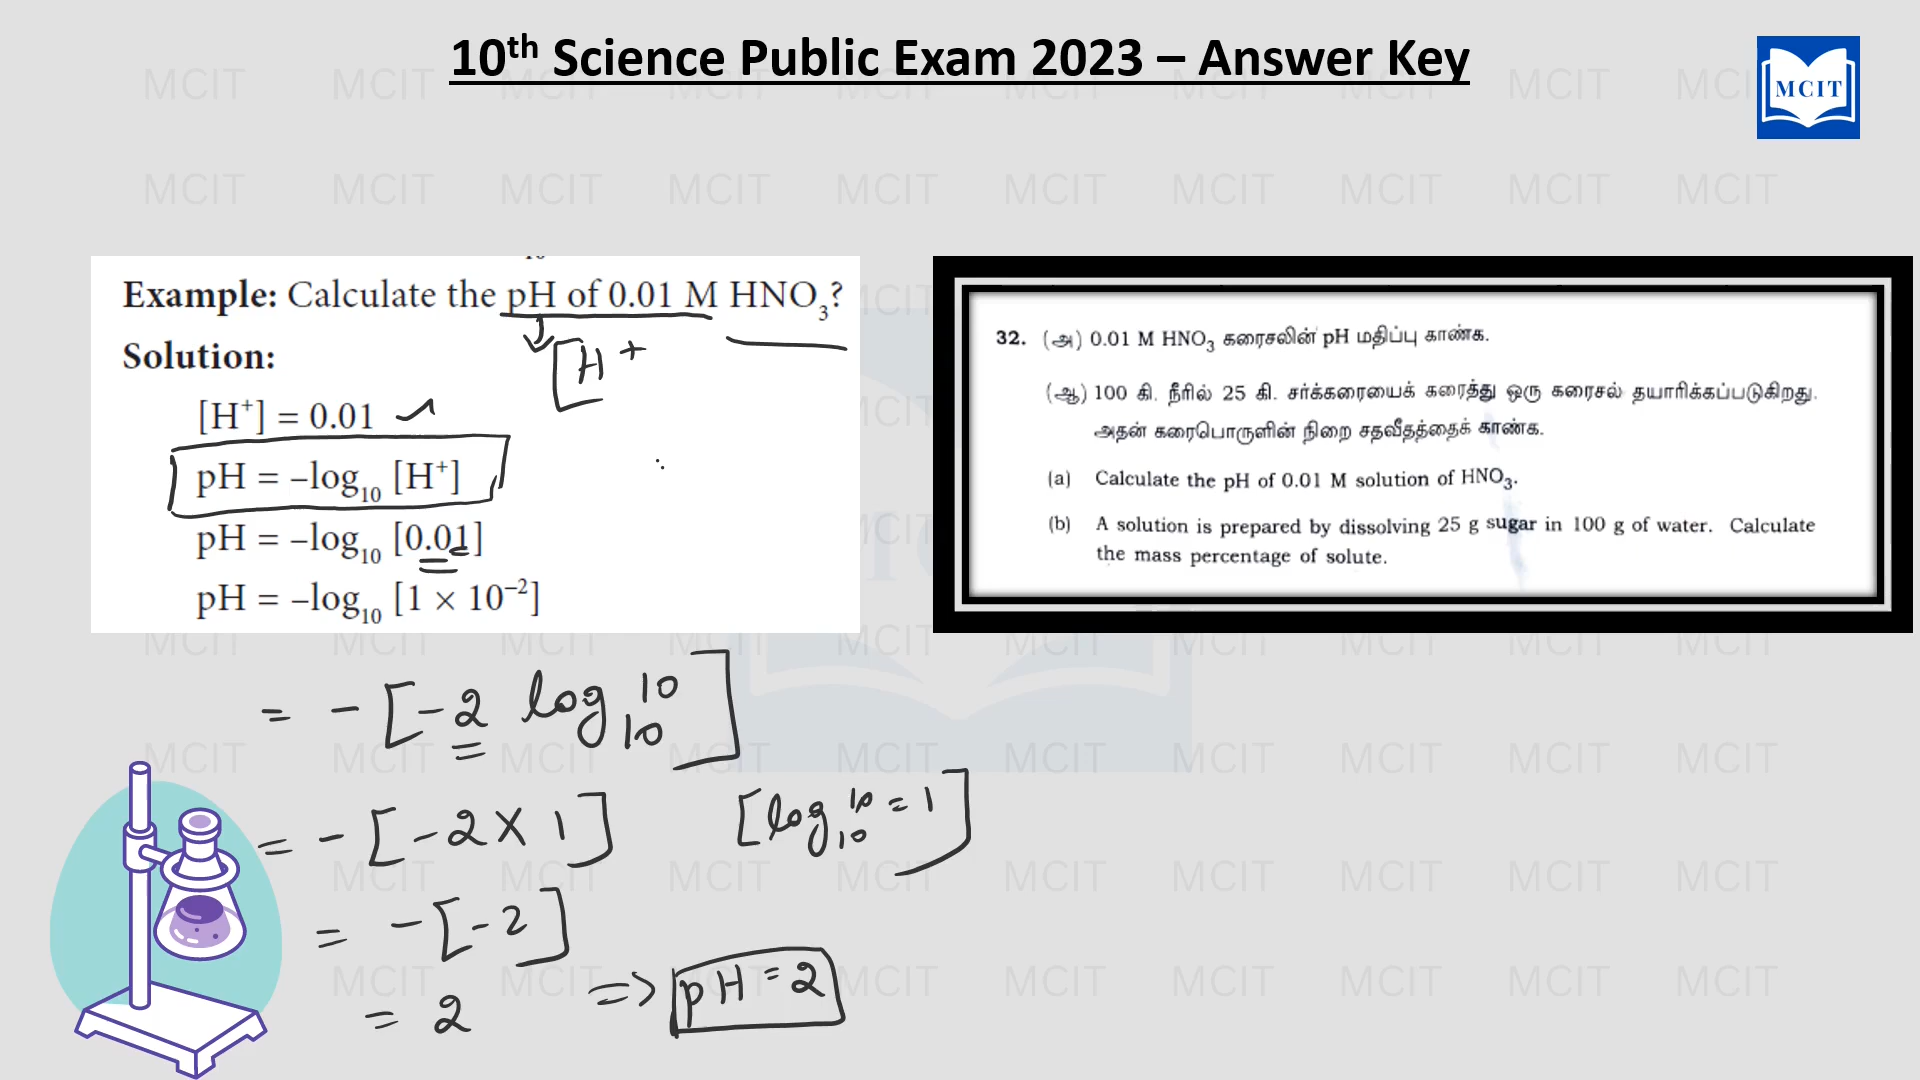 10th Science Public Exam 2023 – Answer Key
MCIT
Example: Calculate the pH of 0.01 M HNO₃?
[H⁺
Solution:
[H⁺] = 0.01 ✓
pH = –log₁₀ [H⁺]
pH = –log₁₀ [0.01]
pH = –log₁₀ [1 × 10⁻²]
= - [-2 log₁₀ 10]
= - [-2 X 1] [log₁₀ 10 = 1]
= - [-2]
= 2 => pH = 2
32. (அ) 0.01 M HNO₃ கரைசலின் pH மதிப்பு காண்க.
(ஆ) 100 கி. நீரில் 25 கி. சர்க்கரையைக் கரைத்து ஒரு கரைசல் தயாரிக்கப்படுகிறது.
அதன் கரைபொருளின் நிறை சதவீதத்தைக் காண்க.
(a) Calculate the pH of 0.01 M solution of HNO₃.
(b) A solution is prepared by dissolving 25 g sugar in 100 g of water. Calculate
the mass percentage of solute.